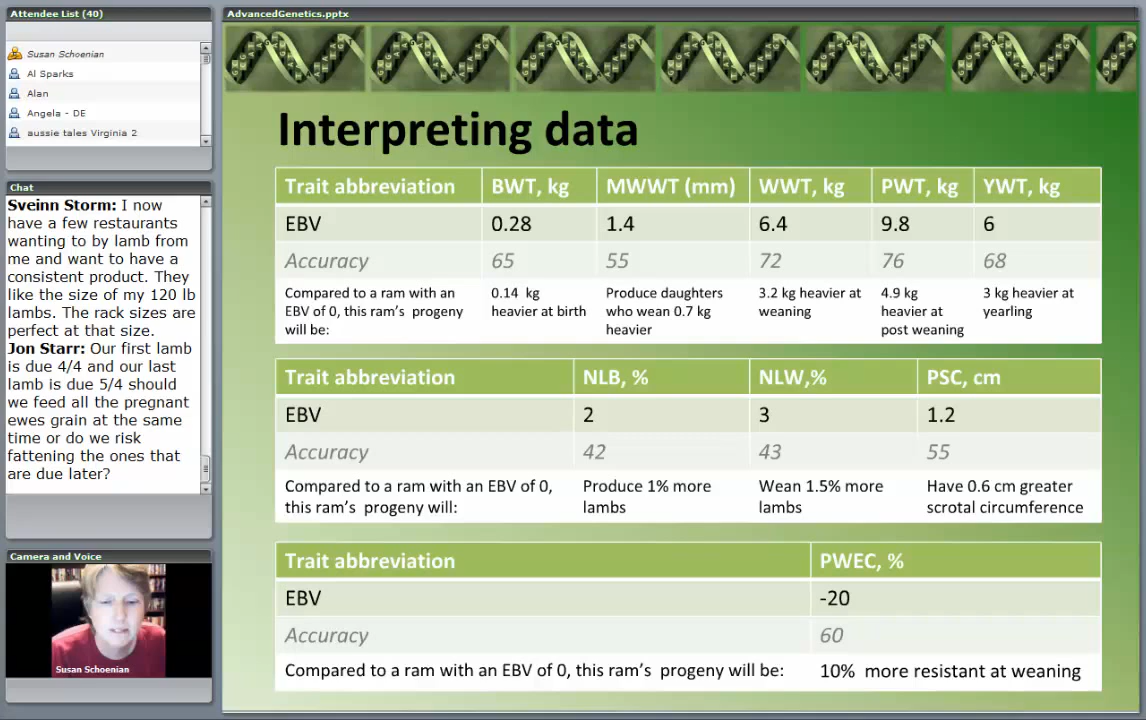 Attendee List (40)
Susan Schoenian
Al Sparks
Alan
Angela - DE
aussie tales Virginia 2
Chat
Sveinn Storm: I now
have a few restaurants
wanting to by lamb from
me and want to have a
consistent product. They
like the size of my 120 lb
lambs. The rack sizes are
perfect at that size.
Jon Starr: Our first lamb
is due 4/4 and our last
lamb is due 5/4 should
we feed all the pregnant
ewes grain at the same
time or do we risk
fattening the ones that
are due later?
Camera and Voice
Susan Schoenian
AdvancedGenetics.pptx
Interpreting data
Trait abbreviation BWT, kg MWWT (mm) WWT, kg PWT, kg YWT, kg
EBV 0.28 1.4 6.4 9.8 6
Accuracy 65 55 72 76 68
Compared to a ram with an 0.14 kg Produce daughters 3.2 kg heavier at 4.9 kg 3 kg heavier at
EBV of 0, this ram's progeny heavier at birth who wean 0.7 kg weaning heavier at yearling
will be: heavier post weaning
Trait abbreviation NLB, % NLW,% PSC, cm
EBV 2 3 1.2
Accuracy 42 43 55
Compared to a ram with an EBV of 0, Produce 1% more Wean 1.5% more Have 0.6 cm greater
this ram's progeny will: lambs lambs scrotal circumference
Trait abbreviation PWEC, %
EBV -20
Accuracy 60
Compared to a ram with an EBV of 0, this ram's progeny will be: 10% more resistant at weaning